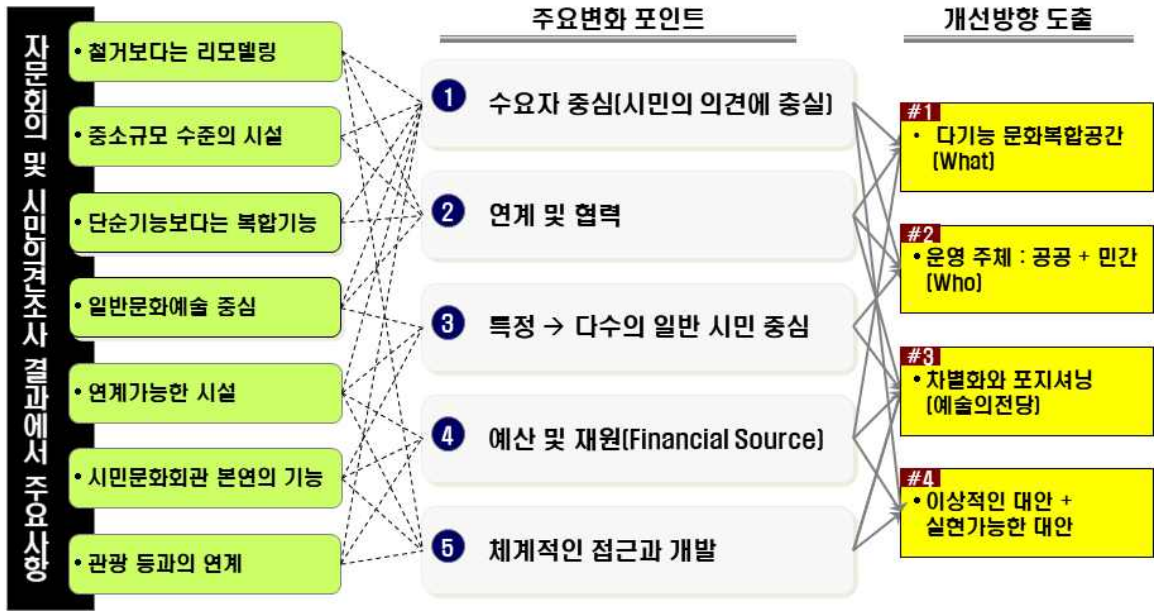 자문회의 및 시민의견조사 결과에서 주요사항
• 철거보다는 리모델링
• 중소규모 수준의 시설
• 단순기능보다는 복합기능
• 일반문화예술 중심
• 연계가능한 시설
• 시민문화회관 본연의 기능
• 관광 등과의 연계
주요변화 포인트
1 수요자 중심(시민의 의견에 충실)
2 연계 및 협력
3 특정 → 다수의 일반 시민 중심
4 예산 및 재원(Financial Source)
5 체계적인 접근과 개발
개선방향 도출
#1
• 다기능 문화복합공간
(What)
#2
• 운영 주체 : 공공 + 민간
(Who)
#3
• 차별화와 포지셔닝
(예술의전당)
#4
• 이상적인 대안 +
실현가능한 대안